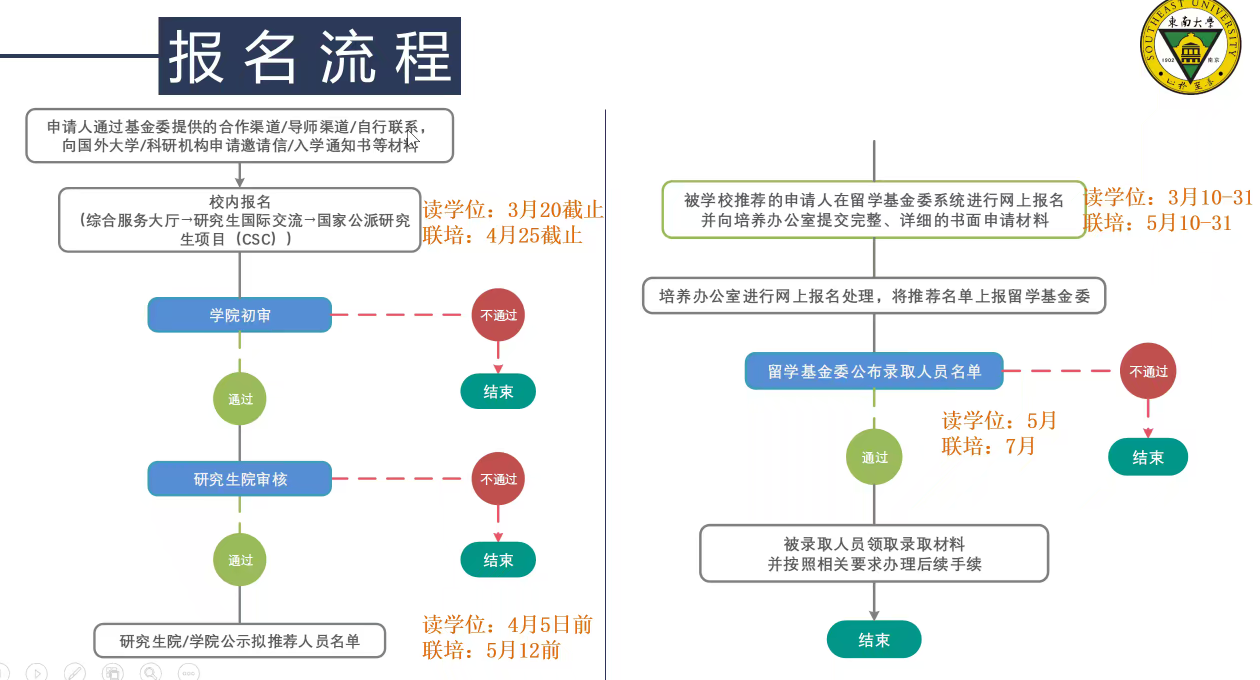 报名流程
SOUTHEAST UNIVERSITY
東南大學
1902
南京
申请人通过基金委提供的合作渠道/导师渠道/自行联系，
向国外大学/科研机构申请邀请信/入学通知书等材料
校内报名
（综合服务大厅→研究生国际交流→国家公派研究
生项目（CSC））
读学位：3月20截止
联培：4月25截止
学院初审
不通过
结束
通过
研究生院审核
不通过
结束
通过
研究生院/学院公示拟推荐人员名单
读学位：4月5日前
联培：5月12前
被学校推荐的申请人在留学基金委系统进行网上报名
并向培养办公室提交完整、详细的书面申请材料
读学位：3月10-31
联培：5月10-31
培养办公室进行网上报名处理，将推荐名单上报留学基金委
留学基金委公布录取人员名单
不通过
结束
读学位：5月
联培：7月
通过
被录取人员领取录取材料
并按照相关要求办理后续手续
结束